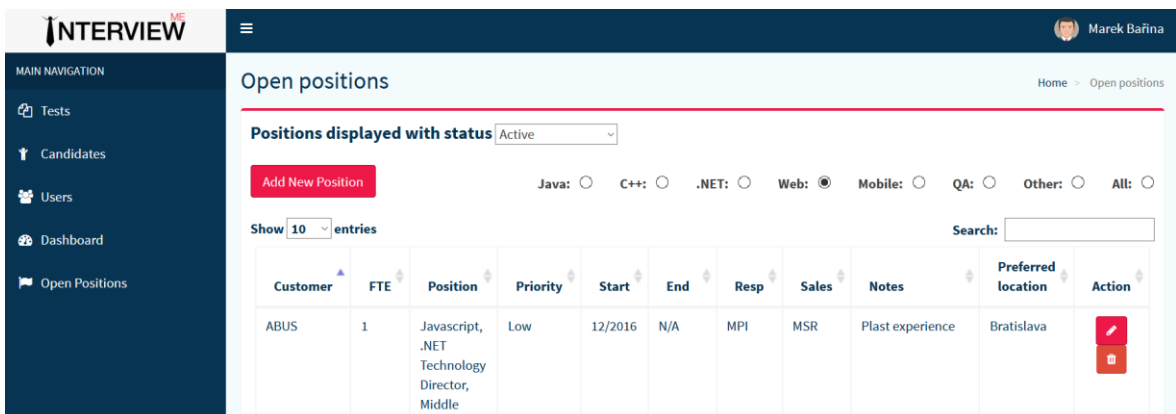 INTERVIEW ME
Marek Bařina
MAIN NAVIGATION
Tests
Candidates
Users
Dashboard
Open Positions
Open positions
Home > Open positions
Positions displayed with status Active
Add New Position Java: C++: .NET: Web: Mobile: QA: Other: All:
Show 10 entries Search:
Customer FTE Position Priority Start End Resp Sales Notes Preferred location Action
ABUS 1 Javascript, Low 12/2016 N/A MPI MSR Plast experience Bratislava
.NET
Technology
Director,
Middle